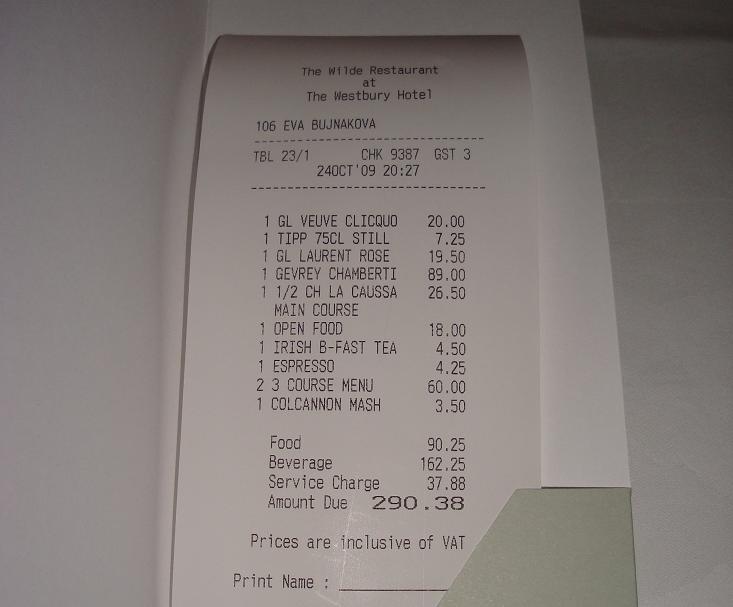 The Wilde Restaurant
at
The Westbury Hotel
106 EVA BUJNAKOVA
TBL 23/1 CHK 9387 GST 3
24OCT'09 20:27
1 GL VEUVE CLICQUO 20.00
1 TIPP 75CL STILL 7.25
1 GL LAURENT ROSE 19.50
1 GEVREY CHAMBERTI 89.00
1 1/2 CH LA CAUSSA 26.50
MAIN COURSE
1 OPEN FOOD 18.00
1 IRISH B-FAST TEA 4.50
1 ESPRESSO 4.25
2 3 COURSE MENU 60.00
1 COLCANNON MASH 3.50
Food 90.25
Beverage 162.25
Service Charge 37.88
Amount Due 290.38
Prices are inclusive of VAT
Print Name :